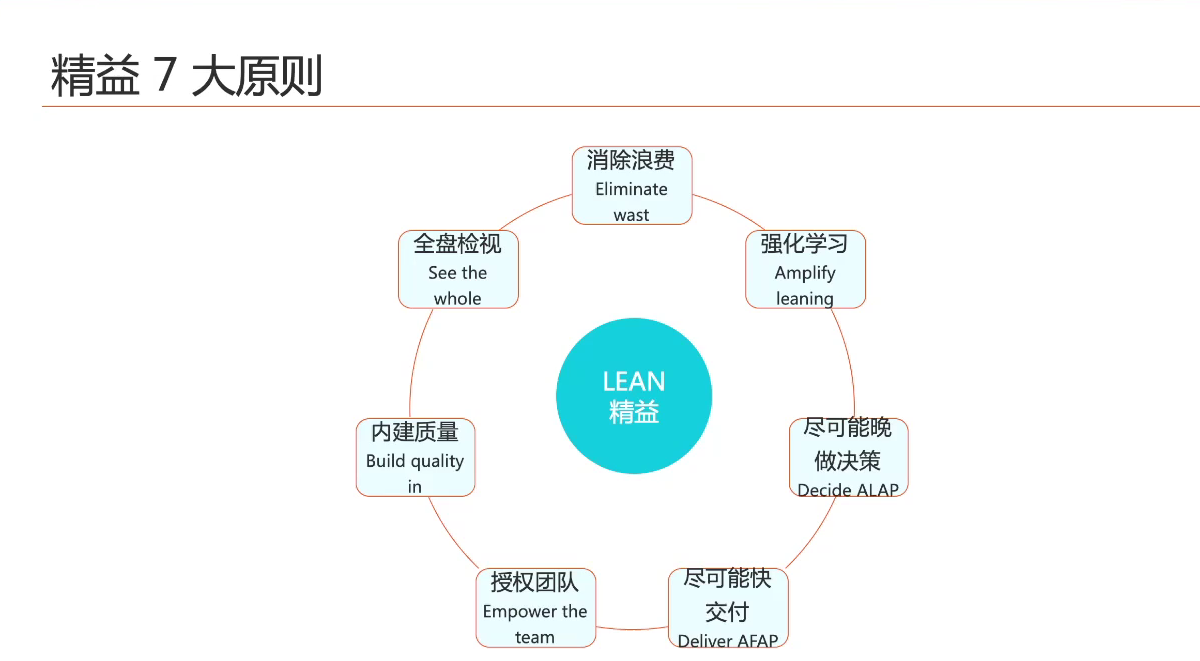 精益 7 大原则
消除浪费
Eliminate
wast
强化学习
Amplify
leaning
尽可能晚
做决策
Decide ALAP
尽可能快
交付
Deliver AFAP
授权团队
Empower the
team
内建质量
Build quality
in
全盘检视
See the
whole
LEAN
精益